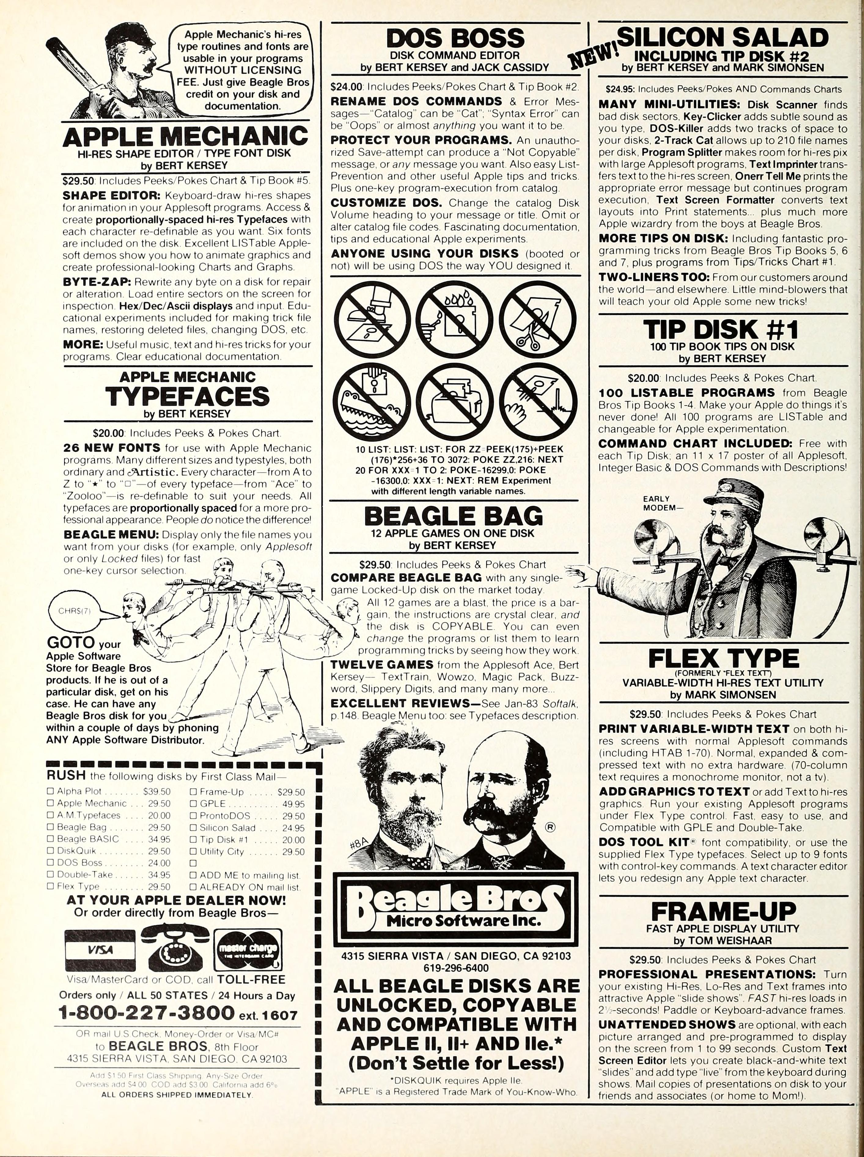 Apple Mechanic's hi-res
type routines and fonts are
usable in your programs
WITHOUT LICENSING
FEE. Just give Beagle Bros
credit on your disk and
documentation.
APPLE MECHANIC
HI-RES SHAPE EDITOR / TYPE FONT DISK
by BERT KERSEY
$29.50: Includes Peeks/Pokes Chart & Tip Book #5.
SHAPE EDITOR: Keyboard-draw hi-res shapes
for animation in your Applesoft programs. Access &
create proportionally-spaced hi-res Typefaces with
each character re-definable as you want. Six fonts
are included on the disk. Excellent LISTable Apple-
soft demos show you how to animate graphics and
create professional-looking Charts and Graphs.
BYTE-ZAP: Rewrite any byte on a disk for repair
or alteration. Load entire sectors on the screen for
inspection. Hex/Dec/Ascii displays and input. Edu-
cational experiments included for making trick file
names, restoring deleted files, changing DOS, etc.
MORE: Useful music, text and hi-res tricks for your
programs. Clear educational documentation.
APPLE MECHANIC
TYPEFACES
by BERT KERSEY
$20.00: Includes Peeks & Pokes Chart.
26 NEW FONTS for use with Apple Mechanic
programs. Many different sizes and typestyles, both
ordinary and Artistic. Every character—from A to
Z to "★" to "□"—of every typeface—from "Ace" to
"Zooloo"—is re-definable to suit your needs. All
typefaces are proportionally spaced for a more pro-
fessional appearance. People do notice the difference!
BEAGLE MENU: Display only the file names you
want from your disks (for example, only Applesoft
or only Locked files) for fast
one-key cursor selection.
CHR$(7)
GOTO your
Apple Software
Store for Beagle Bros
products. If he is out of a
particular disk, get on his
case. He can have any
Beagle Bros disk for you
within a couple of days by phoning
ANY Apple Software Distributor.
RUSH the following disks by First Class Mail—
□ Alpha Plot ....... $39.50
□ Apple Mechanic ... 29.50
□ A.M.Typefaces .... 20.00
□ Beagle Bag ....... 29.50
□ Beagle BASIC ..... 34.95
□ DiskQuik ......... 29.50
□ DOS Boss ......... 24.00
□ Double-Take ...... 34.95
□ Flex Type ........ 29.50
□ Frame-Up ...... $29.50
□ GPLE .......... 49.95
□ ProntoDOS ..... 29.50
□ Silicon Salad .... 24.95
□ Tip Disk #1 ..... 20.00
□ Utility City ...... 29.50
□
□ ADD ME to mailing list.
□ ALREADY ON mail list.
AT YOUR APPLE DEALER NOW!
Or order directly from Beagle Bros—
VISA
master charge
THE INTERBANK CARD
Visa/MasterCard or COD, call TOLL-FREE
Orders only / ALL 50 STATES / 24 Hours a Day
1-800-227-3800 ext. 1607
OR mail U.S.Check, Money-Order or Visa/MC#
to BEAGLE BROS, 8th Floor
4315 SIERRA VISTA, SAN DIEGO, CA 92103
Add $1.50 First Class Shipping, Any-Size Order.
Overseas add $4.00. COD add $3.00. California add 6%
ALL ORDERS SHIPPED IMMEDIATELY.
DOS BOSS
DISK COMMAND EDITOR
by BERT KERSEY and JACK CASSIDY
$24.00: Includes Peeks/Pokes Chart & Tip Book #2.
RENAME DOS COMMANDS & Error Mes-
sages—"Catalog" can be "Cat"; "Syntax Error" can
be "Oops" or almost anything you want it to be.
PROTECT YOUR PROGRAMS. An unautho-
rized Save-attempt can produce a "Not Copyable"
message, or any message you want. Also easy List-
Prevention and other useful Apple tips and tricks.
Plus one-key program-execution from catalog.
CUSTOMIZE DOS. Change the catalog Disk
Volume heading to your message or title. Omit or
alter catalog file codes. Fascinating documentation,
tips and educational Apple experiments.
ANYONE USING YOUR DISKS (booted or
not) will be using DOS the way YOU designed it.
10 LIST: LIST: LIST: FOR ZZ=PEEK(175)+PEEK
(176)*256+36 TO 3072: POKE ZZ,216: NEXT
20 FOR XXX=1 TO 2: POKE-16299,0: POKE
-16300,0: XXX=1: NEXT: REM Experiment
with different length variable names.
BEAGLE BAG
12 APPLE GAMES ON ONE DISK
by BERT KERSEY
$29.50: Includes Peeks & Pokes Chart
COMPARE BEAGLE BAG with any single-
game Locked-Up disk on the market today.
All 12 games are a blast, the price is a bar-
gain, the instructions are crystal clear, and
the disk is COPYABLE. You can even
change the programs or list them to learn
programming tricks by seeing how they work.
TWELVE GAMES from the Applesoft Ace, Bert
Kersey— TextTrain, Wowzo, Magic Pack, Buzz-
word, Slippery Digits, and many many more...
EXCELLENT REVIEWS—See Jan-83 Softalk,
p.148. Beagle Menu too: see Typefaces description.
#8A
®
Beagle Bros
Micro Software Inc.
4315 SIERRA VISTA / SAN DIEGO, CA 92103
619-296-6400
ALL BEAGLE DISKS ARE
UNLOCKED, COPYABLE
AND COMPATIBLE WITH
APPLE II, II+ AND IIe.*
(Don't Settle for Less!)
*DISKQUIK requires Apple IIe.
"APPLE" is a Registered Trade Mark of You-Know-Who.
NEW!
SILICON SALAD
INCLUDING TIP DISK #2
by BERT KERSEY and MARK SIMONSEN
$24.95: Includes Peeks/Pokes AND Commands Charts
MANY MINI-UTILITIES: Disk Scanner finds
bad disk sectors, Key-Clicker adds subtle sound as
you type, DOS-Killer adds two tracks of space to
your disks, 2-Track Cat allows up to 210 file names
per disk, Program Splitter makes room for hi-res pix
with large Applesoft programs, Text Imprinter trans-
fers text to the hi-res screen, Onerr Tell Me prints the
appropriate error message but continues program
execution, Text Screen Formatter converts text
layouts into Print statements... plus much more
Apple wizardry from the boys at Beagle Bros.
MORE TIPS ON DISK: Including fantastic pro-
gramming tricks from Beagle Bros Tip Books 5, 6
and 7, plus programs from Tips/Tricks Chart #1.
TWO-LINERS TOO: From our customers around
the world—and elsewhere. Little mind-blowers that
will teach your old Apple some new tricks!
TIP DISK #1
100 TIP BOOK TIPS ON DISK
by BERT KERSEY
$20.00: Includes Peeks & Pokes Chart.
100 LISTABLE PROGRAMS from Beagle
Bros Tip Books 1-4. Make your Apple do things it's
never done! All 100 programs are LISTable and
changeable for Apple experimentation.
COMMAND CHART INCLUDED: Free with
each Tip Disk; an 11 x 17 poster of all Applesoft,
Integer Basic & DOS Commands with Descriptions!
EARLY
MODEM—
FLEX TYPE
(FORMERLY "FLEX TEXT")
VARIABLE-WIDTH HI-RES TEXT UTILITY
by MARK SIMONSEN
$29.50: Includes Peeks & Pokes Chart
PRINT VARIABLE-WIDTH TEXT on both hi-
res screens with normal Applesoft commands
(including HTAB 1-70). Normal, expanded & com-
pressed text with no extra hardware. (70-column
text requires a monochrome monitor, not a tv).
ADD GRAPHICS TO TEXT or add Text to hi-res
graphics. Run your existing Applesoft programs
under Flex Type control. Fast, easy to use, and
Compatible with GPLE and Double-Take.
DOS TOOL KIT® font compatibility, or use the
supplied Flex Type typefaces. Select up to 9 fonts
with control-key commands. A text character editor
lets you redesign any Apple text character.
FRAME-UP
FAST APPLE DISPLAY UTILITY
by TOM WEISHAAR
$29.50: Includes Peeks & Pokes Chart
PROFESSIONAL PRESENTATIONS: Turn
your existing Hi-Res, Lo-Res and Text frames into
attractive Apple "slide shows". FAST hi-res loads in
2½-seconds! Paddle or Keyboard-advance frames.
UNATTENDED SHOWS are optional, with each
picture arranged and pre-programmed to display
on the screen from 1 to 99 seconds. Custom Text
Screen Editor lets you create black-and-white text
"slides" and add type "live" from the keyboard during
shows. Mail copies of presentations on disk to your
friends and associates (or home to Mom!).